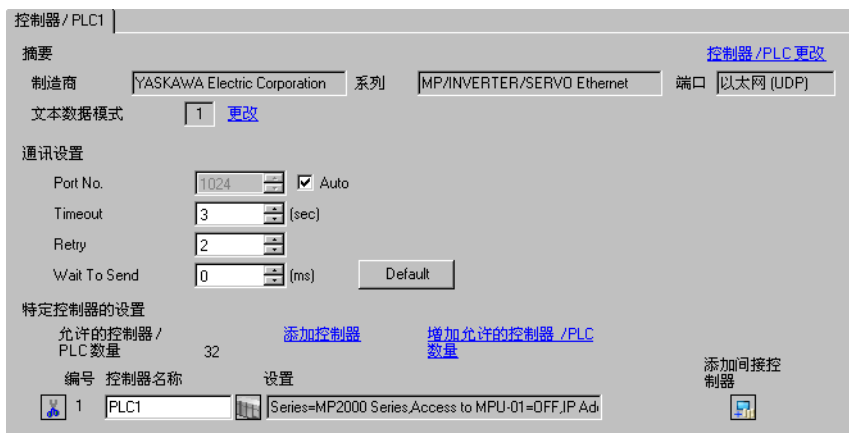 控制器/PLC1
摘要 控制器/PLC更改
制造商 YASKAWA Electric Corporation 系列 MP/INVERTER/SERVO Ethernet 端口 以太网 (UDP)
文本数据模式 1 更改
通讯设置
Port No. 1024 Auto
Timeout 3 (sec)
Retry 2
Wait To Send 0 (ms) Default
特定控制器的设置
允许的控制器/ 添加控制器 增加允许的控制器 /PLC
PLC数量 32 数量
添加间接控
制器
编号 控制器名称 设置
1 PLC1 Series=MP2000 Series,Access to MPU-01=OFF,IP Ad